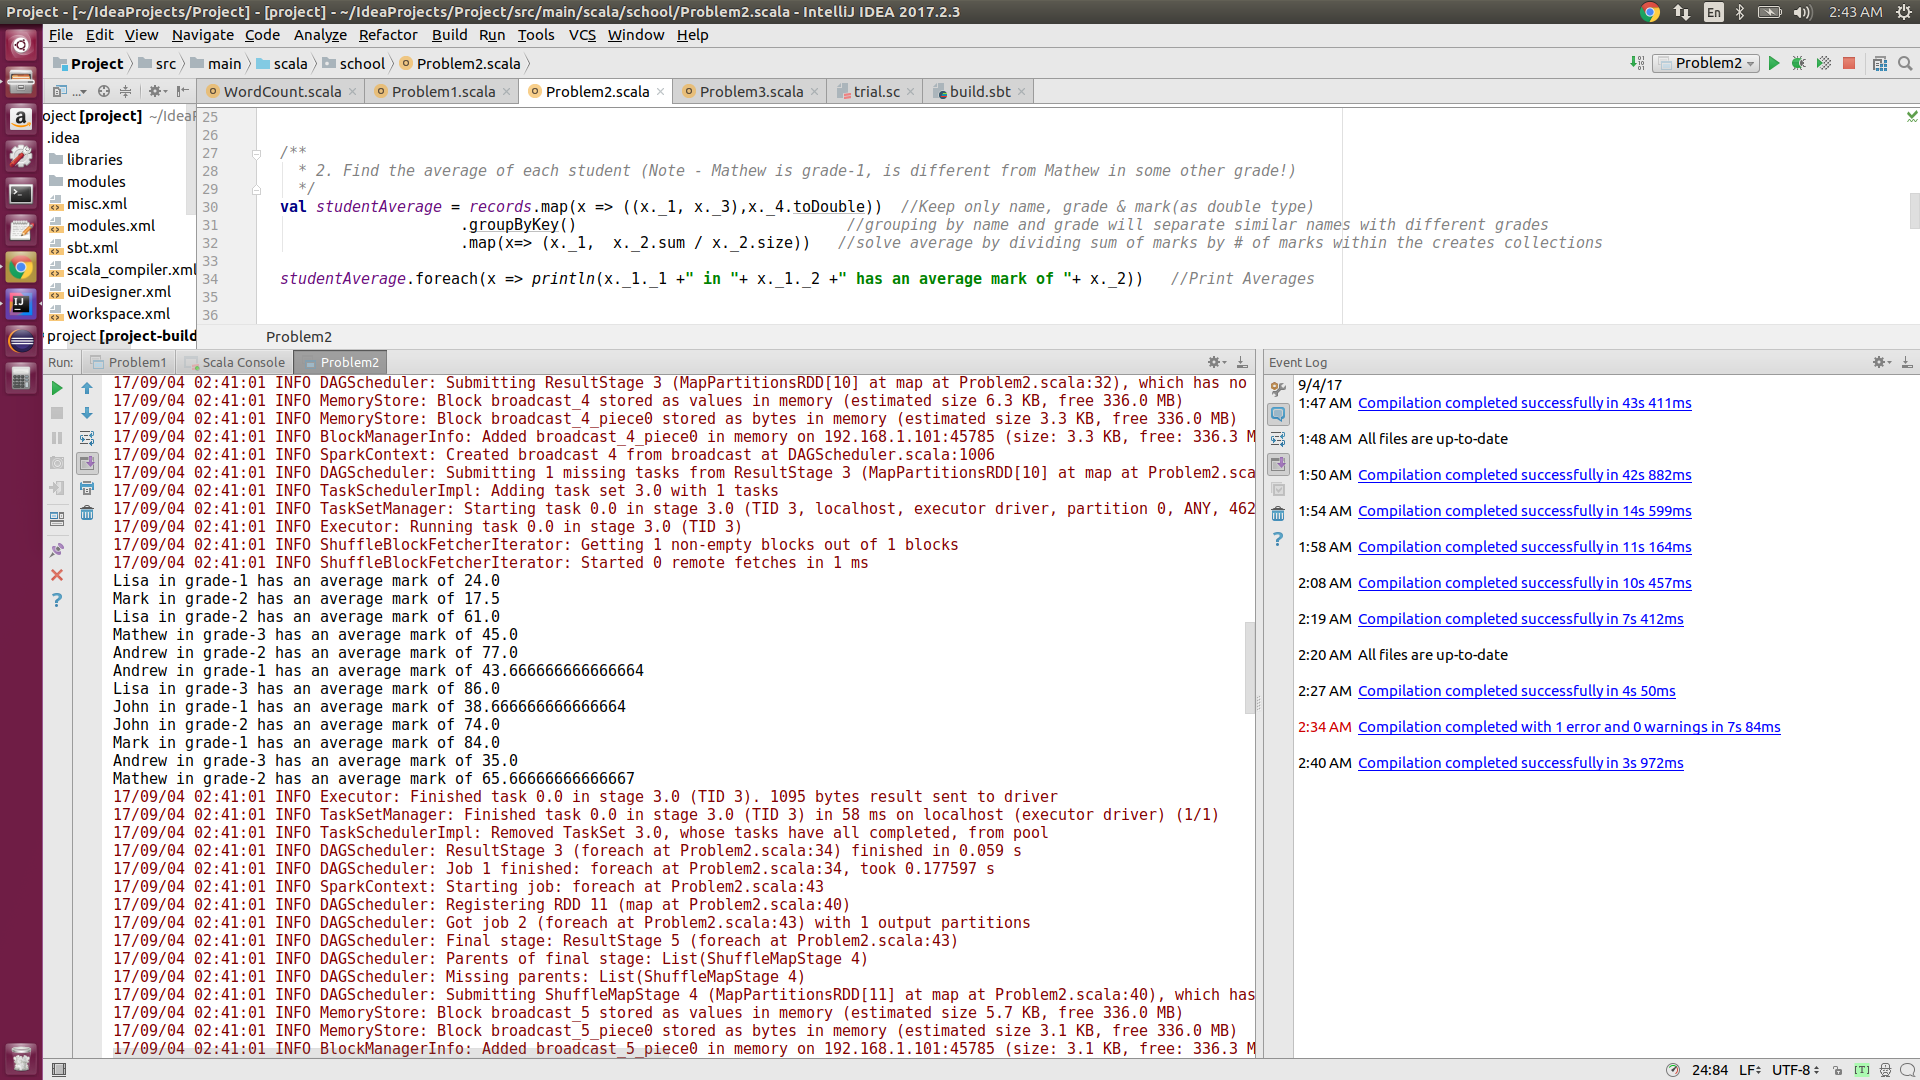 Project - [~/IdeaProjects/Project] - [project] - ~/IdeaProjects/Project/src/main/scala/school/Problem2.scala - IntelliJ IDEA 2017.2.3
En
2:43 AM
File Edit View Navigate Code Analyze Refactor Build Run Tools VCS Window Help
Project src main scala school Problem2.scala
Problem2
WordCount.scala Problem1.scala Problem2.scala Problem3.scala trial.sc build.sbt
oject [project] ~/IdeaP
.idea
libraries
modules
misc.xml
modules.xml
sbt.xml
scala_compiler.xml
uiDesigner.xml
workspace.xml
project [project-build
25
26
27 /**
28 * 2. Find the average of each student (Note - Mathew is grade-1, is different from Mathew in some other grade!)
29 */
30 val studentAverage = records.map(x => ((x._1, x._3),x._4.toDouble)) //Keep only name, grade & mark(as double type)
31 .groupByKey() //grouping by name and grade will separate similar names with different grades
32 .map(x=> (x._1, x._2.sum / x._2.size)) //solve average by dividing sum of marks by # of marks within the creates collections
33
34 studentAverage.foreach(x => println(x._1._1 +" in "+ x._1._2 +" has an average mark of "+ x._2)) //Print Averages
35
36
Problem2
Run: Problem1 Scala Console Problem2
17/09/04 02:41:01 INFO DAGScheduler: Submitting ResultStage 3 (MapPartitionsRDD[10] at map at Problem2.scala:32), which has no
17/09/04 02:41:01 INFO MemoryStore: Block broadcast_4 stored as values in memory (estimated size 6.3 KB, free 336.0 MB)
17/09/04 02:41:01 INFO MemoryStore: Block broadcast_4_piece0 stored as bytes in memory (estimated size 3.3 KB, free 336.0 MB)
17/09/04 02:41:01 INFO BlockManagerInfo: Added broadcast_4_piece0 in memory on 192.168.1.101:45785 (size: 3.3 KB, free: 336.3 M
17/09/04 02:41:01 INFO SparkContext: Created broadcast 4 from broadcast at DAGScheduler.scala:1006
17/09/04 02:41:01 INFO DAGScheduler: Submitting 1 missing tasks from ResultStage 3 (MapPartitionsRDD[10] at map at Problem2.sca
17/09/04 02:41:01 INFO TaskSchedulerImpl: Adding task set 3.0 with 1 tasks
17/09/04 02:41:01 INFO TaskSetManager: Starting task 0.0 in stage 3.0 (TID 3, localhost, executor driver, partition 0, ANY, 462
17/09/04 02:41:01 INFO Executor: Running task 0.0 in stage 3.0 (TID 3)
17/09/04 02:41:01 INFO ShuffleBlockFetcherIterator: Getting 1 non-empty blocks out of 1 blocks
17/09/04 02:41:01 INFO ShuffleBlockFetcherIterator: Started 0 remote fetches in 1 ms
Lisa in grade-1 has an average mark of 24.0
Mark in grade-2 has an average mark of 17.5
Lisa in grade-2 has an average mark of 61.0
Mathew in grade-3 has an average mark of 45.0
Andrew in grade-2 has an average mark of 77.0
Andrew in grade-1 has an average mark of 43.666666666666664
Lisa in grade-3 has an average mark of 86.0
John in grade-1 has an average mark of 38.666666666666664
John in grade-2 has an average mark of 74.0
Mark in grade-1 has an average mark of 84.0
Andrew in grade-3 has an average mark of 35.0
Mathew in grade-2 has an average mark of 65.66666666666667
17/09/04 02:41:01 INFO Executor: Finished task 0.0 in stage 3.0 (TID 3). 1095 bytes result sent to driver
17/09/04 02:41:01 INFO TaskSetManager: Finished task 0.0 in stage 3.0 (TID 3) in 58 ms on localhost (executor driver) (1/1)
17/09/04 02:41:01 INFO TaskSchedulerImpl: Removed TaskSet 3.0, whose tasks have all completed, from pool
17/09/04 02:41:01 INFO DAGScheduler: ResultStage 3 (foreach at Problem2.scala:34) finished in 0.059 s
17/09/04 02:41:01 INFO DAGScheduler: Job 1 finished: foreach at Problem2.scala:34, took 0.177597 s
17/09/04 02:41:01 INFO SparkContext: Starting job: foreach at Problem2.scala:43
17/09/04 02:41:01 INFO DAGScheduler: Registering RDD 11 (map at Problem2.scala:40)
17/09/04 02:41:01 INFO DAGScheduler: Got job 2 (foreach at Problem2.scala:43) with 1 output partitions
17/09/04 02:41:01 INFO DAGScheduler: Final stage: ResultStage 5 (foreach at Problem2.scala:43)
17/09/04 02:41:01 INFO DAGScheduler: Parents of final stage: List(ShuffleMapStage 4)
17/09/04 02:41:01 INFO DAGScheduler: Missing parents: List(ShuffleMapStage 4)
17/09/04 02:41:01 INFO DAGScheduler: Submitting ShuffleMapStage 4 (MapPartitionsRDD[11] at map at Problem2.scala:40), which has
17/09/04 02:41:01 INFO MemoryStore: Block broadcast_5 stored as values in memory (estimated size 5.7 KB, free 336.0 MB)
17/09/04 02:41:01 INFO MemoryStore: Block broadcast_5_piece0 stored as bytes in memory (estimated size 3.1 KB, free 336.0 MB)
17/09/04 02:41:01 INFO BlockManagerInfo: Added broadcast_5_piece0 in memory on 192.168.1.101:45785 (size: 3.1 KB, free: 336.3 M
Event Log
9/4/17
1:47 AM Compilation completed successfully in 43s 411ms
1:48 AM All files are up-to-date
1:50 AM Compilation completed successfully in 42s 882ms
1:54 AM Compilation completed successfully in 14s 599ms
1:58 AM Compilation completed successfully in 11s 164ms
2:08 AM Compilation completed successfully in 10s 457ms
2:19 AM Compilation completed successfully in 7s 412ms
2:20 AM All files are up-to-date
2:27 AM Compilation completed successfully in 4s 50ms
2:34 AM Compilation completed with 1 error and 0 warnings in 7s 84ms
2:40 AM Compilation completed successfully in 3s 972ms
24:84 LF UTF-8 [T]